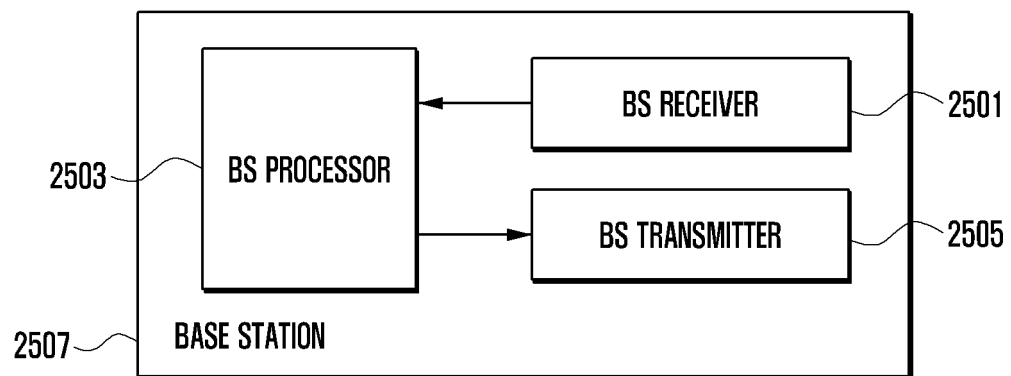 BS RECEIVER
2501
2503
BS PROCESSOR
BS TRANSMITTER
2505
2507
BASE STATION